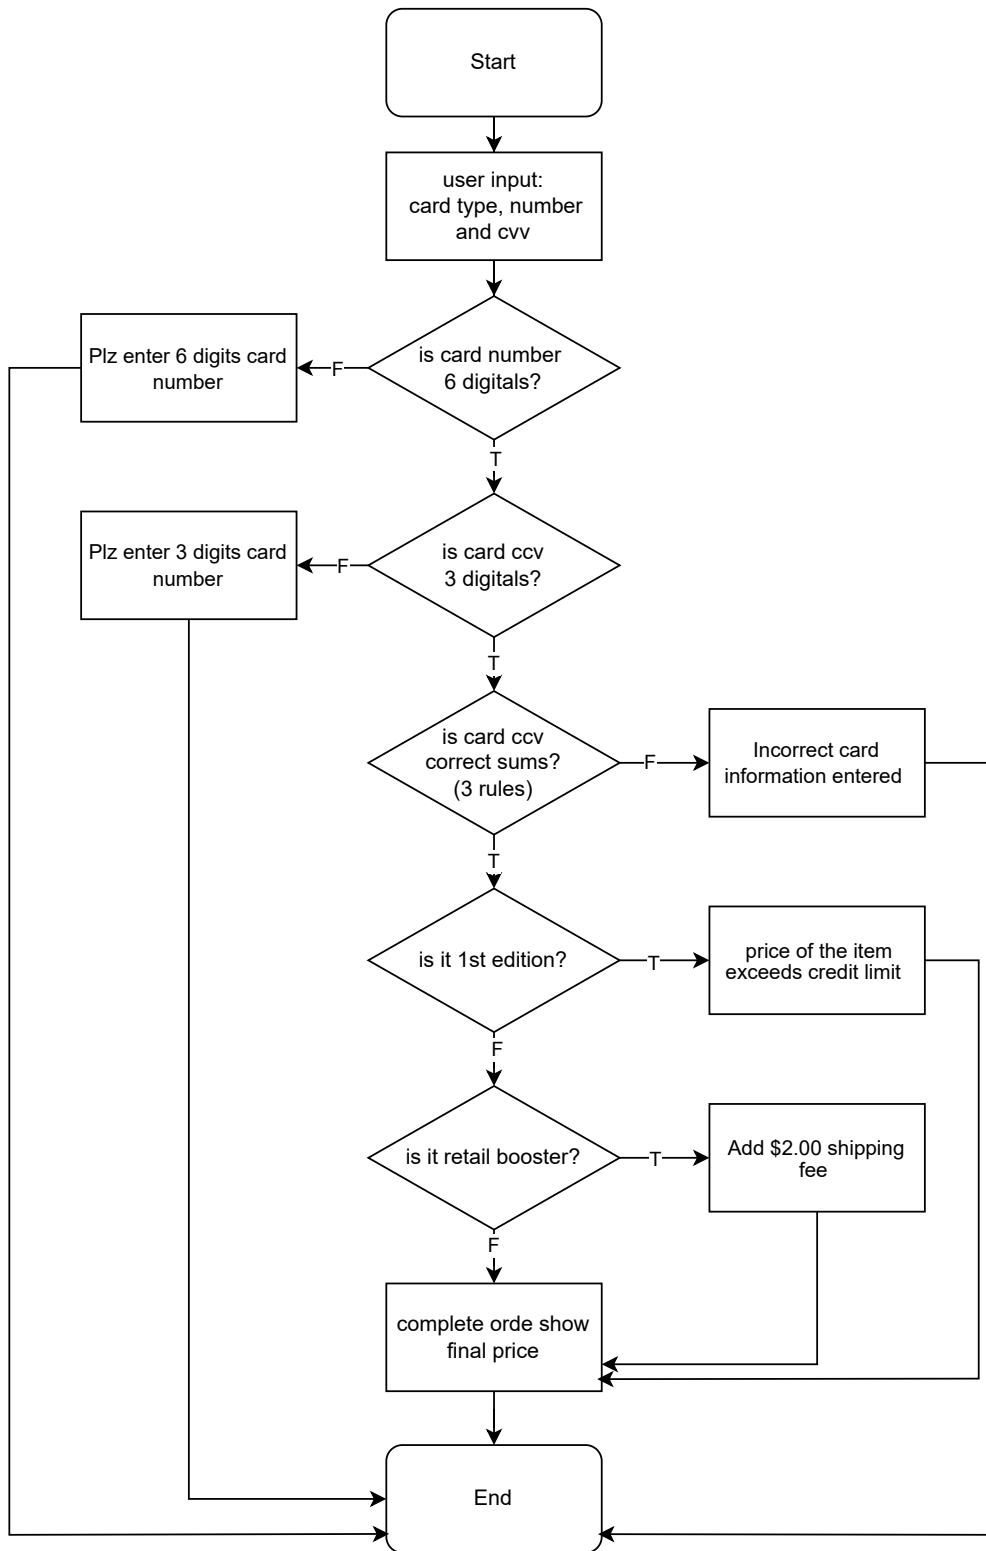 Start
user input:
card type, number
and cvv
is card number
6 digitals?
F
Plz enter 6 digits card
number
T
is card ccv
3 digitals?
F
Plz enter 3 digits card
number
T
is card ccv
correct sums?
(3 rules)
F
Incorrect card
information entered
T
is it 1st edition?
T
price of the item
exceeds credit limit
F
is it retail booster?
T
Add $2.00 shipping
fee
F
complete orde show
final price
End